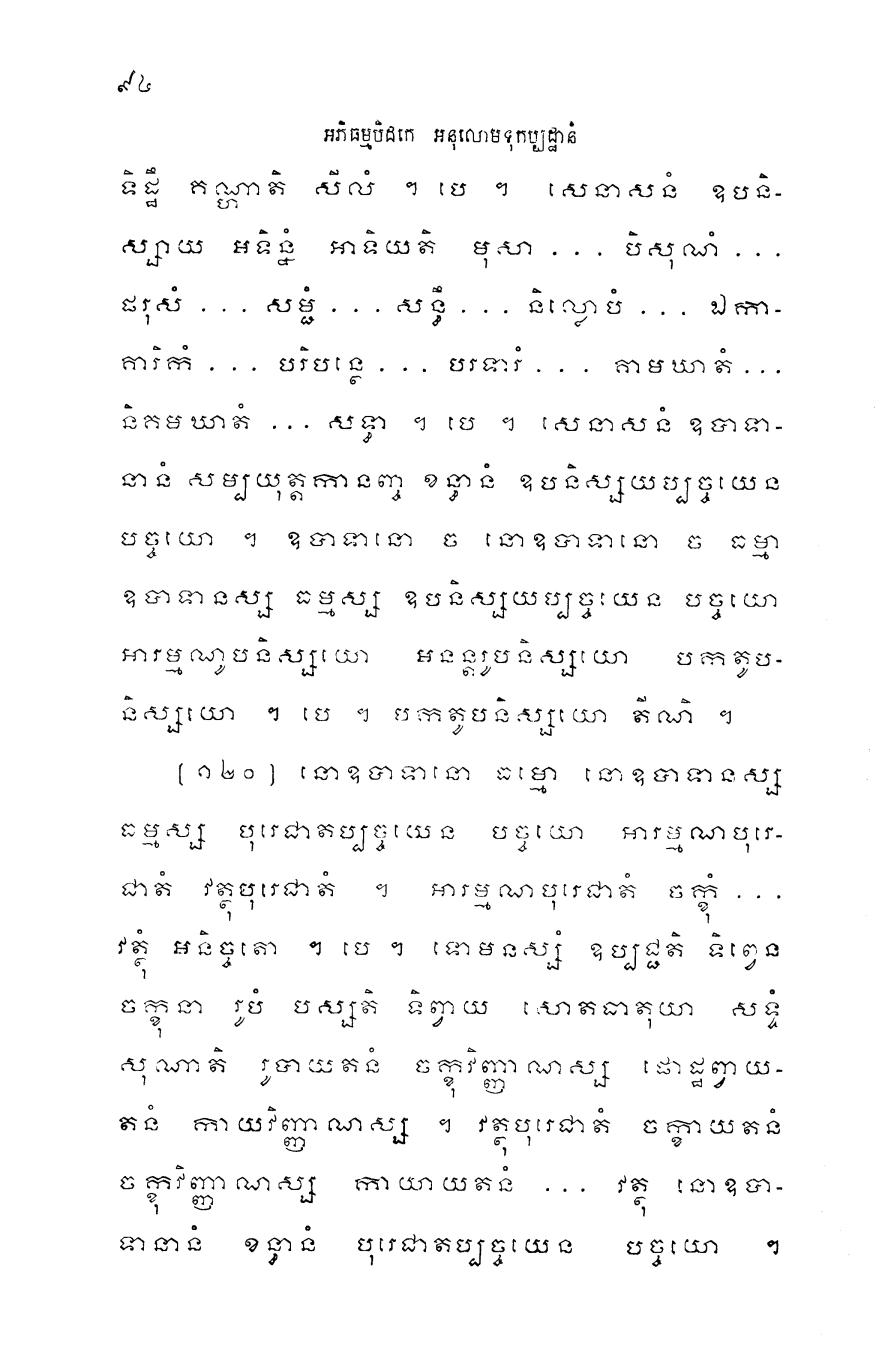 ៩៤
អភិធម្មបិដកេ អនុលោមទុកប្បដ្ឋានំ
ទិដ្ឋឹ គណ្ហាតិ សីលំ ។ បេ ។ សេនាសនំ ឧបនិ-
ស្សាយ អទិន្នំ អាទិយតិ មុសា ... បិសុណំ ...
ផរុសំ ... សម្ផំ ... សន្ធឹ ... និល្លោបំ ... ឯកា-
គារិកំ ... បរិបន្ថេ ... បរទារំ ... គាមឃាតំ ...
និគមឃាតំ ... សទ្ធា ។ បេ ។ សេនាសនំ ឧបាទា-
នានំ សម្បយុត្តកានញ្ច ខន្ធានំ ឧបនិស្សយប្បច្ចយេន
បច្ចយោ ។ ឧបាទានោ ច នោឧបាទានោ ច ធម្មា
ឧបាទានស្ស ធម្មស្ស ឧបនិស្សយប្បច្ចយេន បច្ចយោ
អារម្មណូបនិស្សយោ អនន្តរូបនិស្សយោ បកតូប-
និស្សយោ ។ បេ ។ បកតូបនិស្សយោ តីណិ ។
[១២០] នោឧបាទានោ ធម្មោ នោឧបាទានស្ស
ធម្មស្ស បុរេជាតប្បច្ចយេន បច្ចយោ អារម្មណបុរេ-
ជាតំ វត្ថុបុរេជាតំ ។ អារម្មណបុរេជាតំ ចក្ខុំ ...
វត្ថុំ អនិច្ចតោ ។ បេ ។ ទោមនស្សំ ឧប្បជ្ជតិ ទិព្វេន
ចក្ខុនា រូបំ បស្សតិ ទិព្វាយ សោតធាតុយា សទ្ទំ
សុណាតិ រូបាយតនំ ចក្ខុវិញ្ញាណស្ស ផោដ្ឋព្វាយ-
តនំ កាយវិញ្ញាណស្ស ។ វត្ថុបុរេជាតំ ចក្ខាយតនំ
ចក្ខុវិញ្ញាណស្ស កាយាយតនំ ... វត្ថុ នោឧបា-
ទានានំ ខន្ធានំ បុរេជាតប្បច្ចយេន បច្ចយោ ។